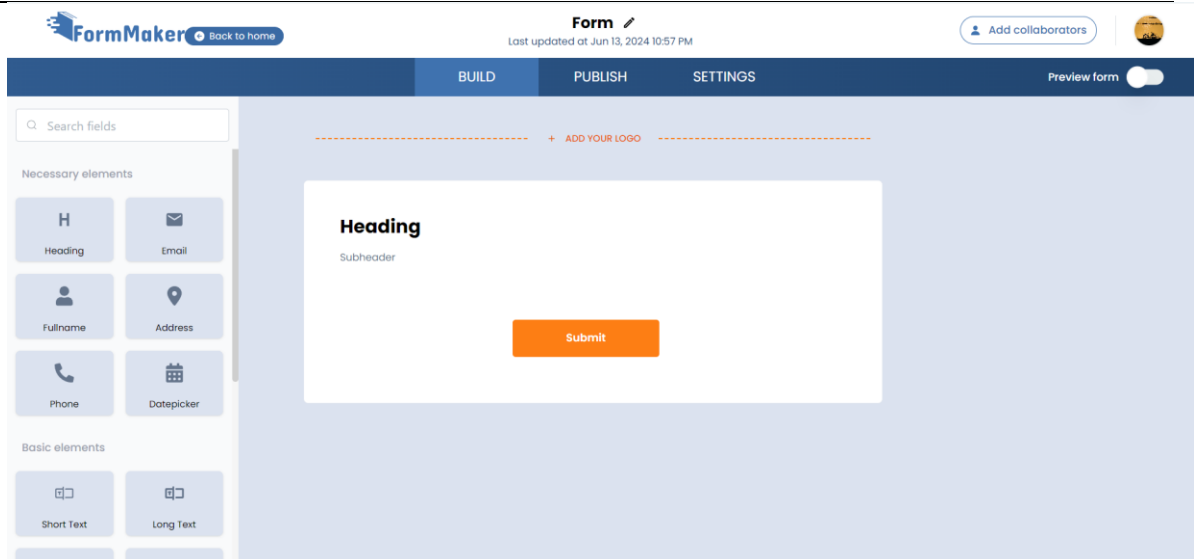 FormMaker
Back to home
Form
Last updated at Jun 13, 2024 10:57 PM
Add collaborators
BUILD PUBLISH SETTINGS
Preview form
Search fields
+ ADD YOUR LOGO
Necessary elements
H
Heading Email
Fullname Address
Phone Datepicker
Basic elements
Short Text Long Text
Heading
Subheader
Submit